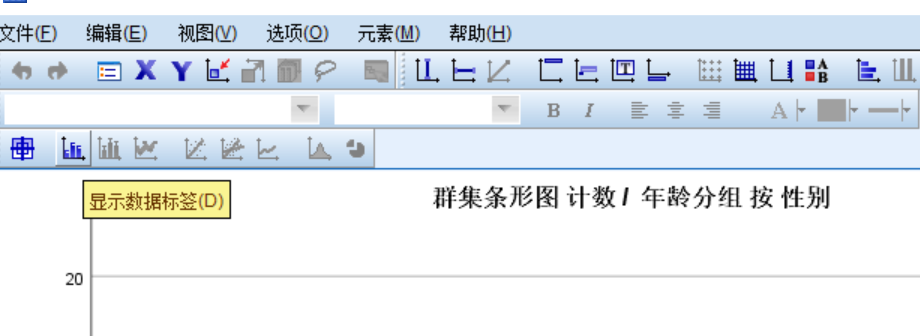 文件(F) 编辑(E) 视图(V) 选项(O) 元素(M) 帮助(H)
X Y T A B
B I A
显示数据标签(D)
群集条形图 计数 / 年龄分组 按 性别
20